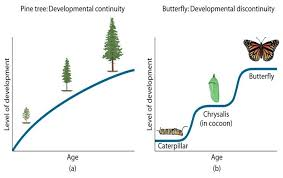 Pine tree: Developmental continuity
Level of development
Age
(a)
Butterfly: Developmental discontinuity
Level of development
Butterfly
Chrysalis
(in cocoon)
Caterpillar
Age
(b)